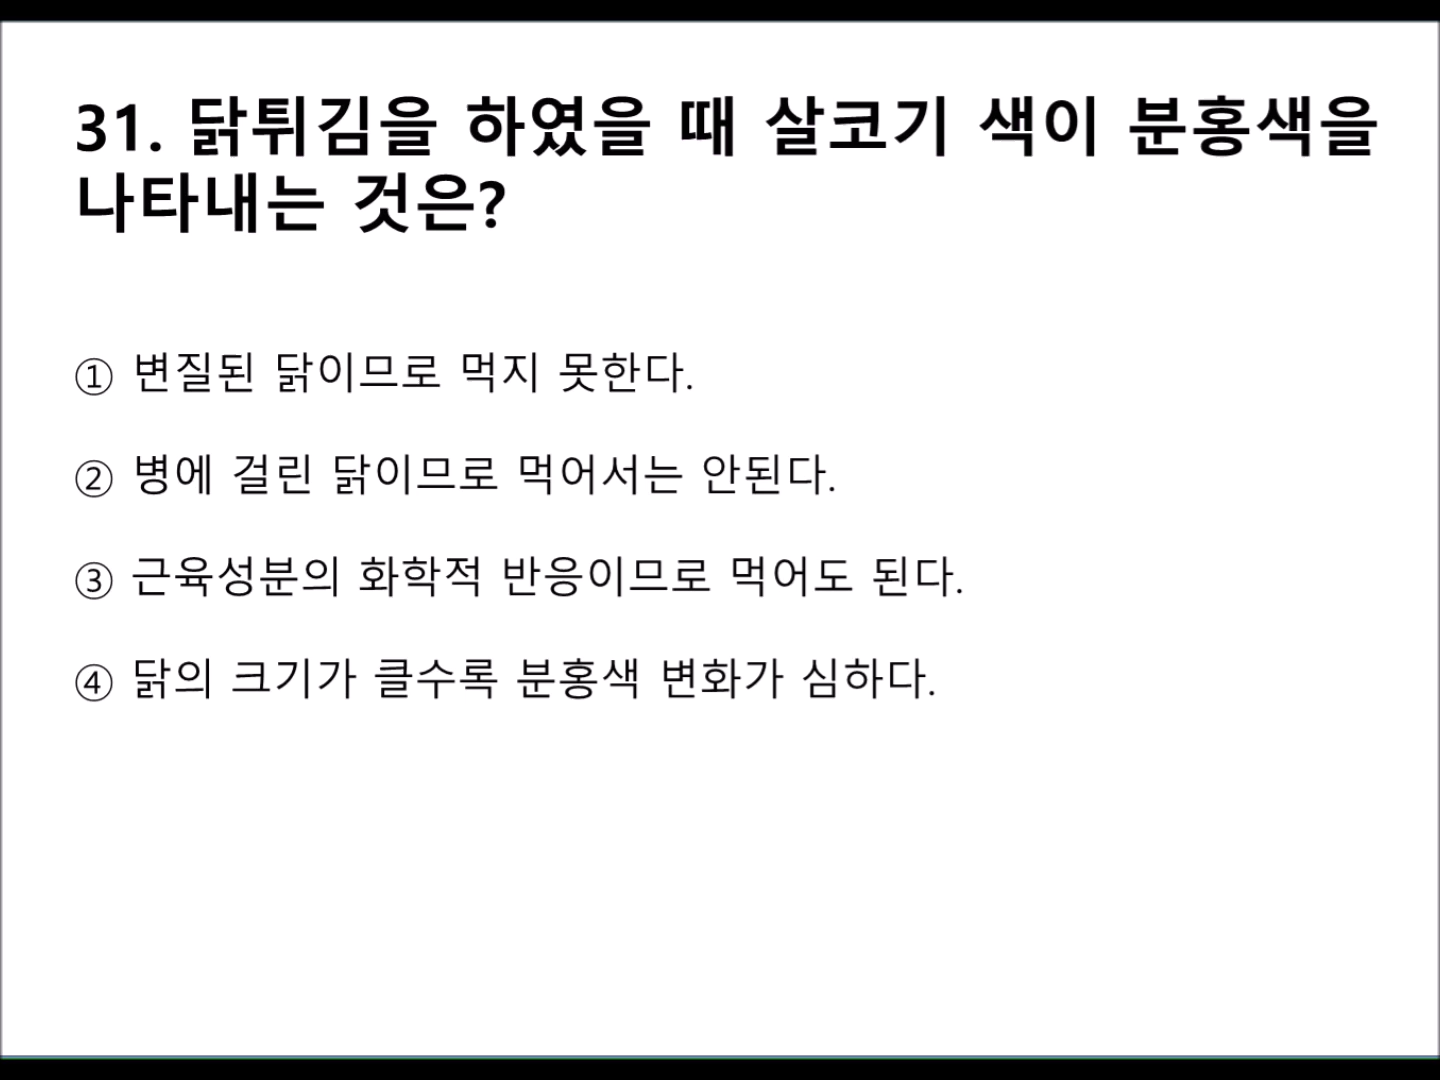 31. 닭튀김을 하였을 때 살코기 색이 분홍색을
나타내는 것은?
① 변질된 닭이므로 먹지 못한다.
② 병에 걸린 닭이므로 먹어서는 안된다.
③ 근육성분의 화학적 반응이므로 먹어도 된다.
④ 닭의 크기가 클수록 분홍색 변화가 심하다.